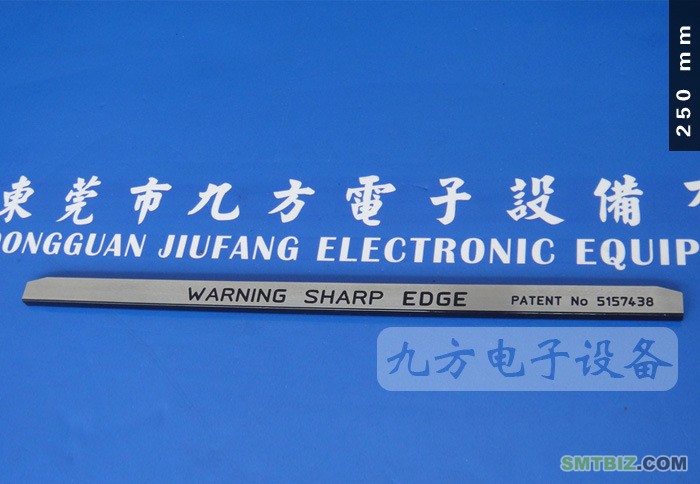 250 mm
東莞市九方電子設備
DONGGUAN JIUFANG ELECTRONIC EQUIP
WARNING SHARP EDGE PATENT No 5157438
九方电子设备
SMTBIZ.COM